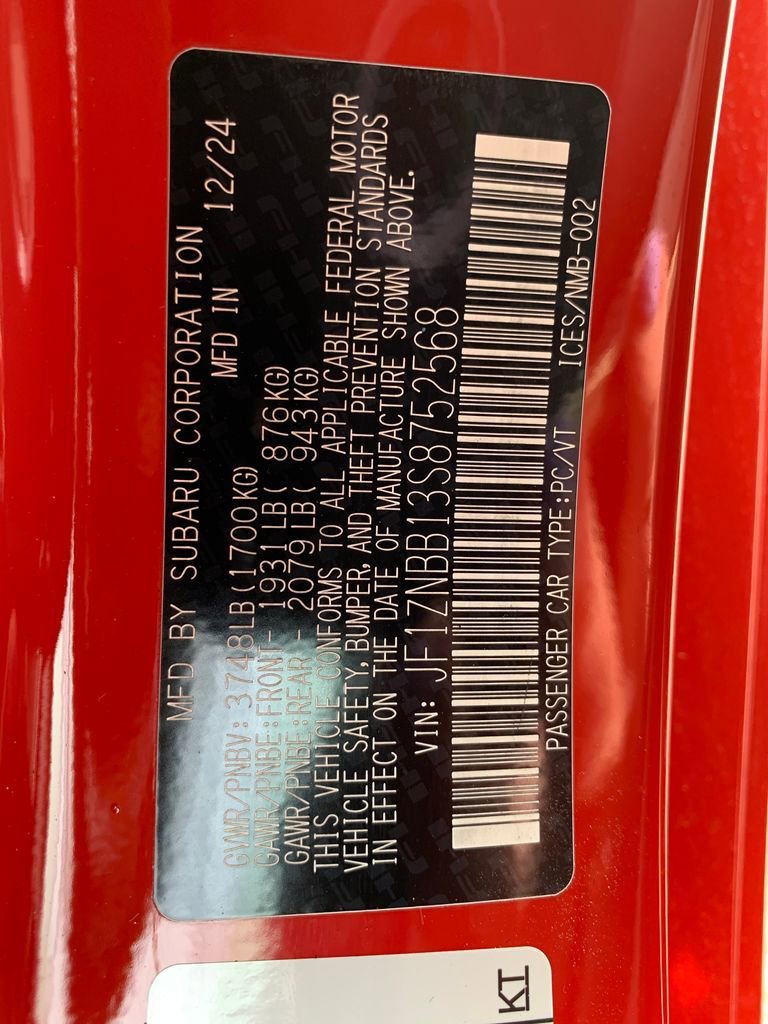 MFD BY SUBARU CORPORATION
MFD IN 12/24
GVWR/PNBV: 3748LB(1700KG)
GAWR/PNBE:FRONT- 1931LB( 876KG)
GAWR/PNBE:REAR - 2079LB( 943KG)
THIS VEHICLE CONFORMS TO ALL APPLICABLE FEDERAL MOTOR
VEHICLE SAFETY, BUMPER, AND THEFT PREVENTION STANDARDS
IN EFFECT ON THE DATE OF MANUFACTURE SHOWN ABOVE.
VIN: JF1ZNBB13S8752568
PASSENGER CAR TYPE:PC/VT ICES/NMB-002
KI